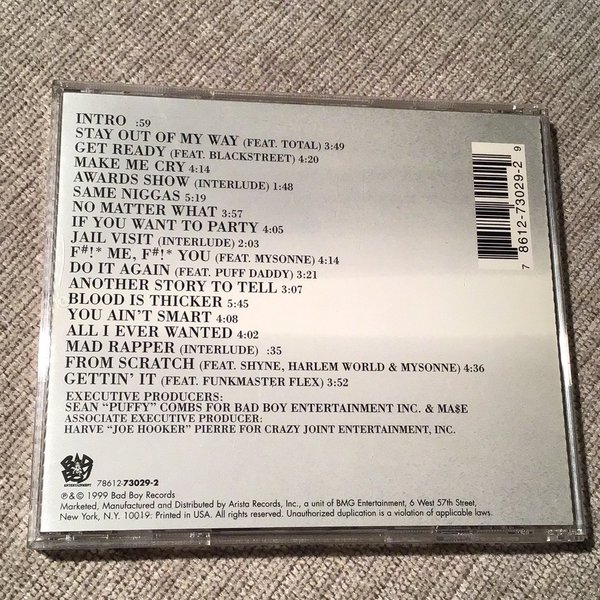 INTRO :59
STAY OUT OF MY WAY (FEAT. TOTAL) 3:49
GET READY (FEAT. BLACKSTREET) 4:20
MAKE ME CRY 4:14
AWARDS SHOW (INTERLUDE) 1:48
SAME NIGGAS 5:19
NO MATTER WHAT 3:57
IF YOU WANT TO PARTY 4:05
JAIL VISIT (INTERLUDE) 2:03
F#!* ME, F#!* YOU (FEAT. MYSONNE) 4:14
DO IT AGAIN (FEAT. PUFF DADDY) 3:21
ANOTHER STORY TO TELL 3:07
BLOOD IS THICKER 5:45
YOU AIN'T SMART 4:08
ALL I EVER WANTED 4:02
MAD RAPPER (INTERLUDE) :35
FROM SCRATCH (FEAT. SHYNE, HARLEM WORLD & MYSONNE) 4:36
GETTIN' IT (FEAT. FUNKMASTER FLEX) 3:52
EXECUTIVE PRODUCERS:
SEAN "PUFFY" COMBS FOR BAD BOY ENTERTAINMENT INC. & MA$E
ASSOCIATE EXECUTIVE PRODUCER:
HARVE "JOE HOOKER" PIERRE FOR CRAZY JOINT ENTERTAINMENT, INC.
7 78612-73029-2 9
BAD BOY
ENTERTAINMENT
78612-73029-2
℗ & © 1999 Bad Boy Records
Marketed, Manufactured and Distributed by Arista Records, Inc., a unit of BMG Entertainment, 6 West 57th Street,
New York, N.Y. 10019. Printed in USA. All rights reserved. Unauthorized duplication is a violation of applicable laws.